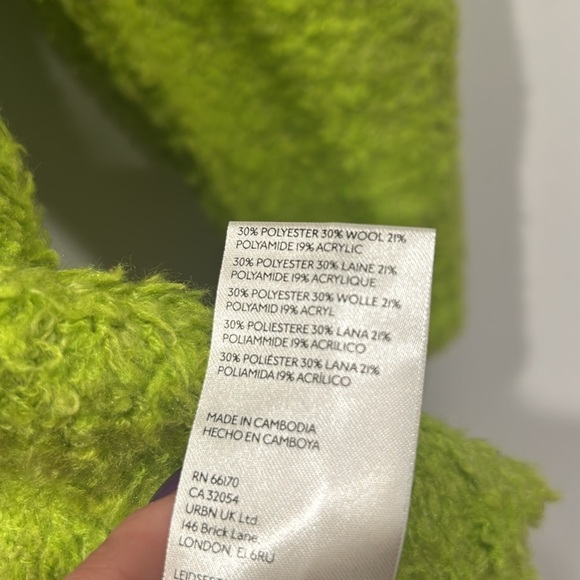 30% POLYESTER 30% WOOL 21%
POLYAMIDE 19% ACRYLIC
30% POLYESTER 30% LAINE 21%
POLYAMIDE 19% ACRYLIQUE
30% POLYESTER 30% WOLLE 21%
POLYAMID 19% ACRYL
30% POLIESTERE 30% LANA 21%
POLIAMMIDE 19% ACRILICO
30% POLIÉSTER 30% LANA 21%
POLIAMIDA 19% ACRÍLICO
MADE IN CAMBODIA
HECHO EN CAMBOYA
RN 66170
CA 32054
URBN UK Ltd
146 Brick Lane,
LONDON, E1 6RU